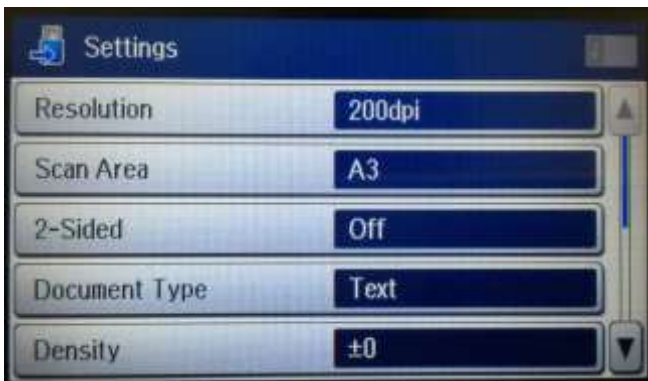 Settings
Resolution 200dpi
Scan Area A3
2-Sided Off
Document Type Text
Density ±0